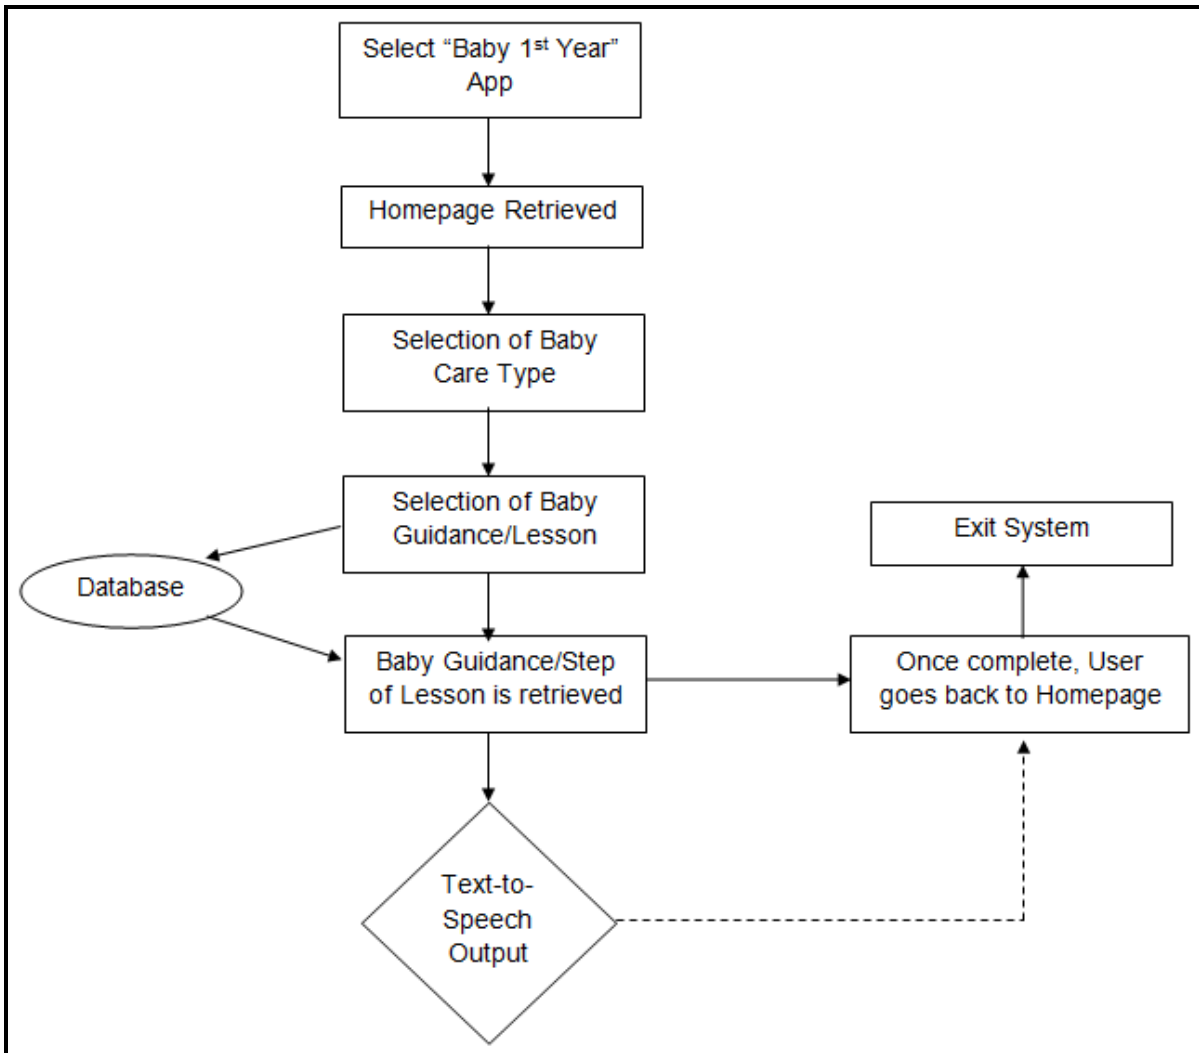 Select “Baby 1st Year”
App
Homepage Retrieved
Selection of Baby
Care Type
Selection of Baby
Guidance/Lesson
Database
Baby Guidance/Step
of Lesson is retrieved
Text-to-
Speech
Output
Exit System
Once complete, User
goes back to Homepage